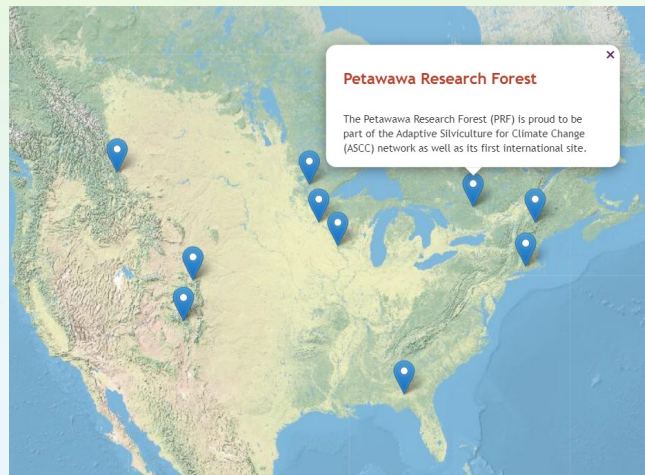 Petawawa Research Forest
The Petawawa Research Forest (PRF) is proud to be
part of the Adaptive Silviculture for Climate Change
(ASCC) network as well as its first international site.